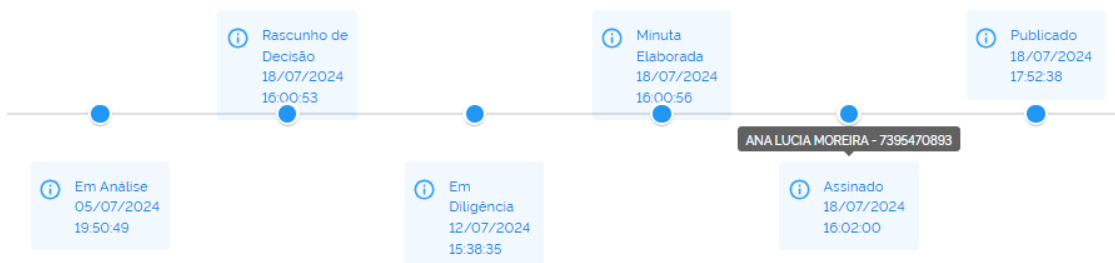 Rascunho de
Decisão
18/07/2024
16:00:53
Minuta
Elaborada
18/07/2024
16:00:56
Publicado
18/07/2024
17:52:38
ANA LUCIA MOREIRA - 7395470893
Em Análise
05/07/2024
19:50:49
Em
Diligência
12/07/2024
15:38:35
Assinado
18/07/2024
16:02:00